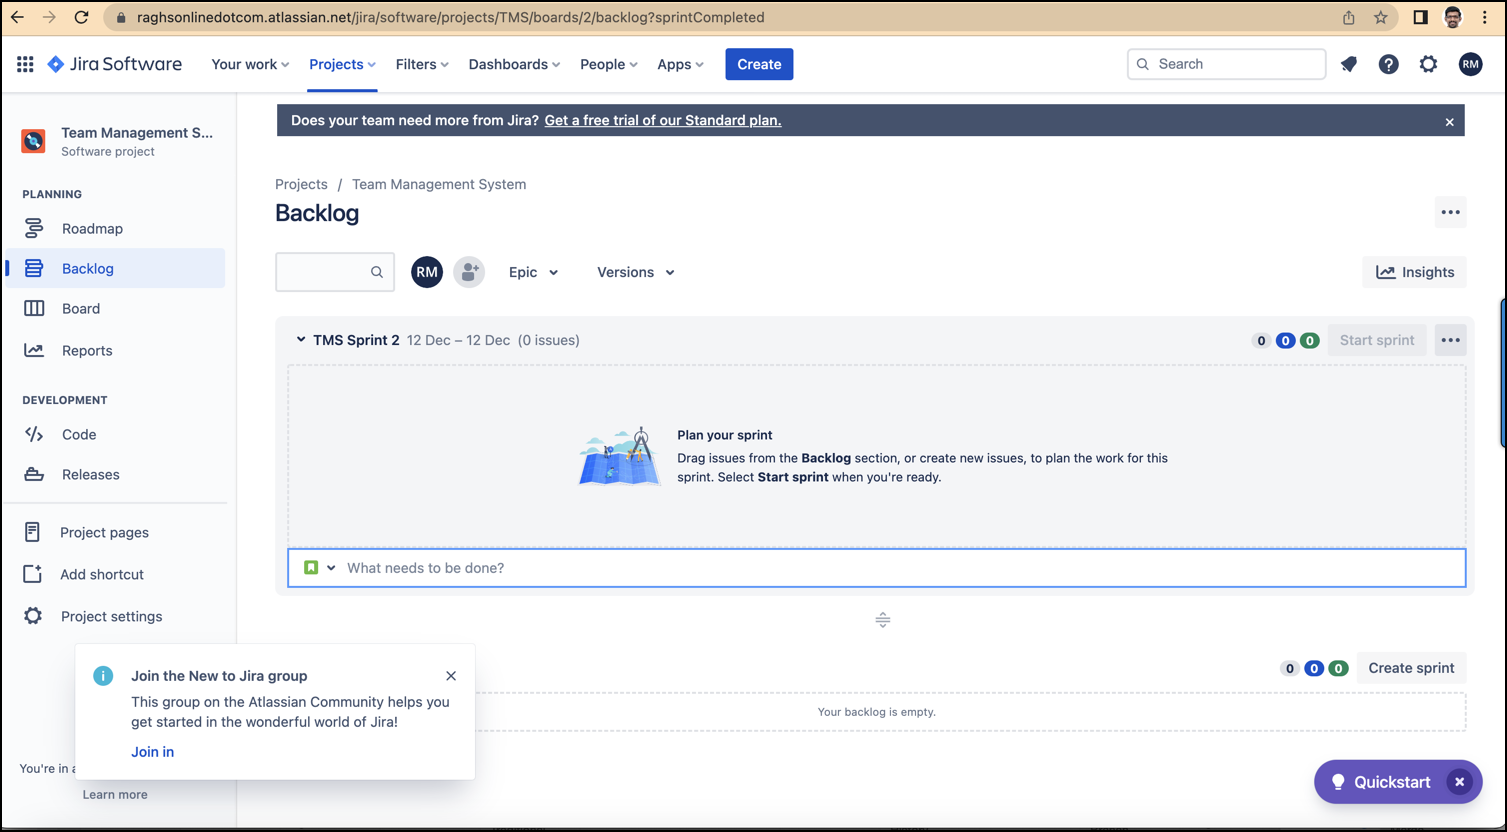 raghsonlinedotcom.atlassian.net/jira/software/projects/TMS/boards/2/backlog?sprintCompleted
Jira Software
Your work
Projects
Filters
Dashboards
People
Apps
Create
Search
RM
Does your team need more from Jira? Get a free trial of our Standard plan.
Team Management S...
Software project
PLANNING
Roadmap
Backlog
Board
Reports
DEVELOPMENT
Code
Releases
Project pages
Add shortcut
Project settings
Projects / Team Management System
Backlog
RM
Epic
Versions
Insights
TMS Sprint 2 12 Dec – 12 Dec (0 issues)
0 0 0
Start sprint
Plan your sprint
Drag issues from the Backlog section, or create new issues, to plan the work for this
sprint. Select Start sprint when you're ready.
What needs to be done?
0 0 0
Create sprint
Your backlog is empty.
Join the New to Jira group
This group on the Atlassian Community helps you
get started in the wonderful world of Jira!
Join in
You're in a
Learn more
Quickstart